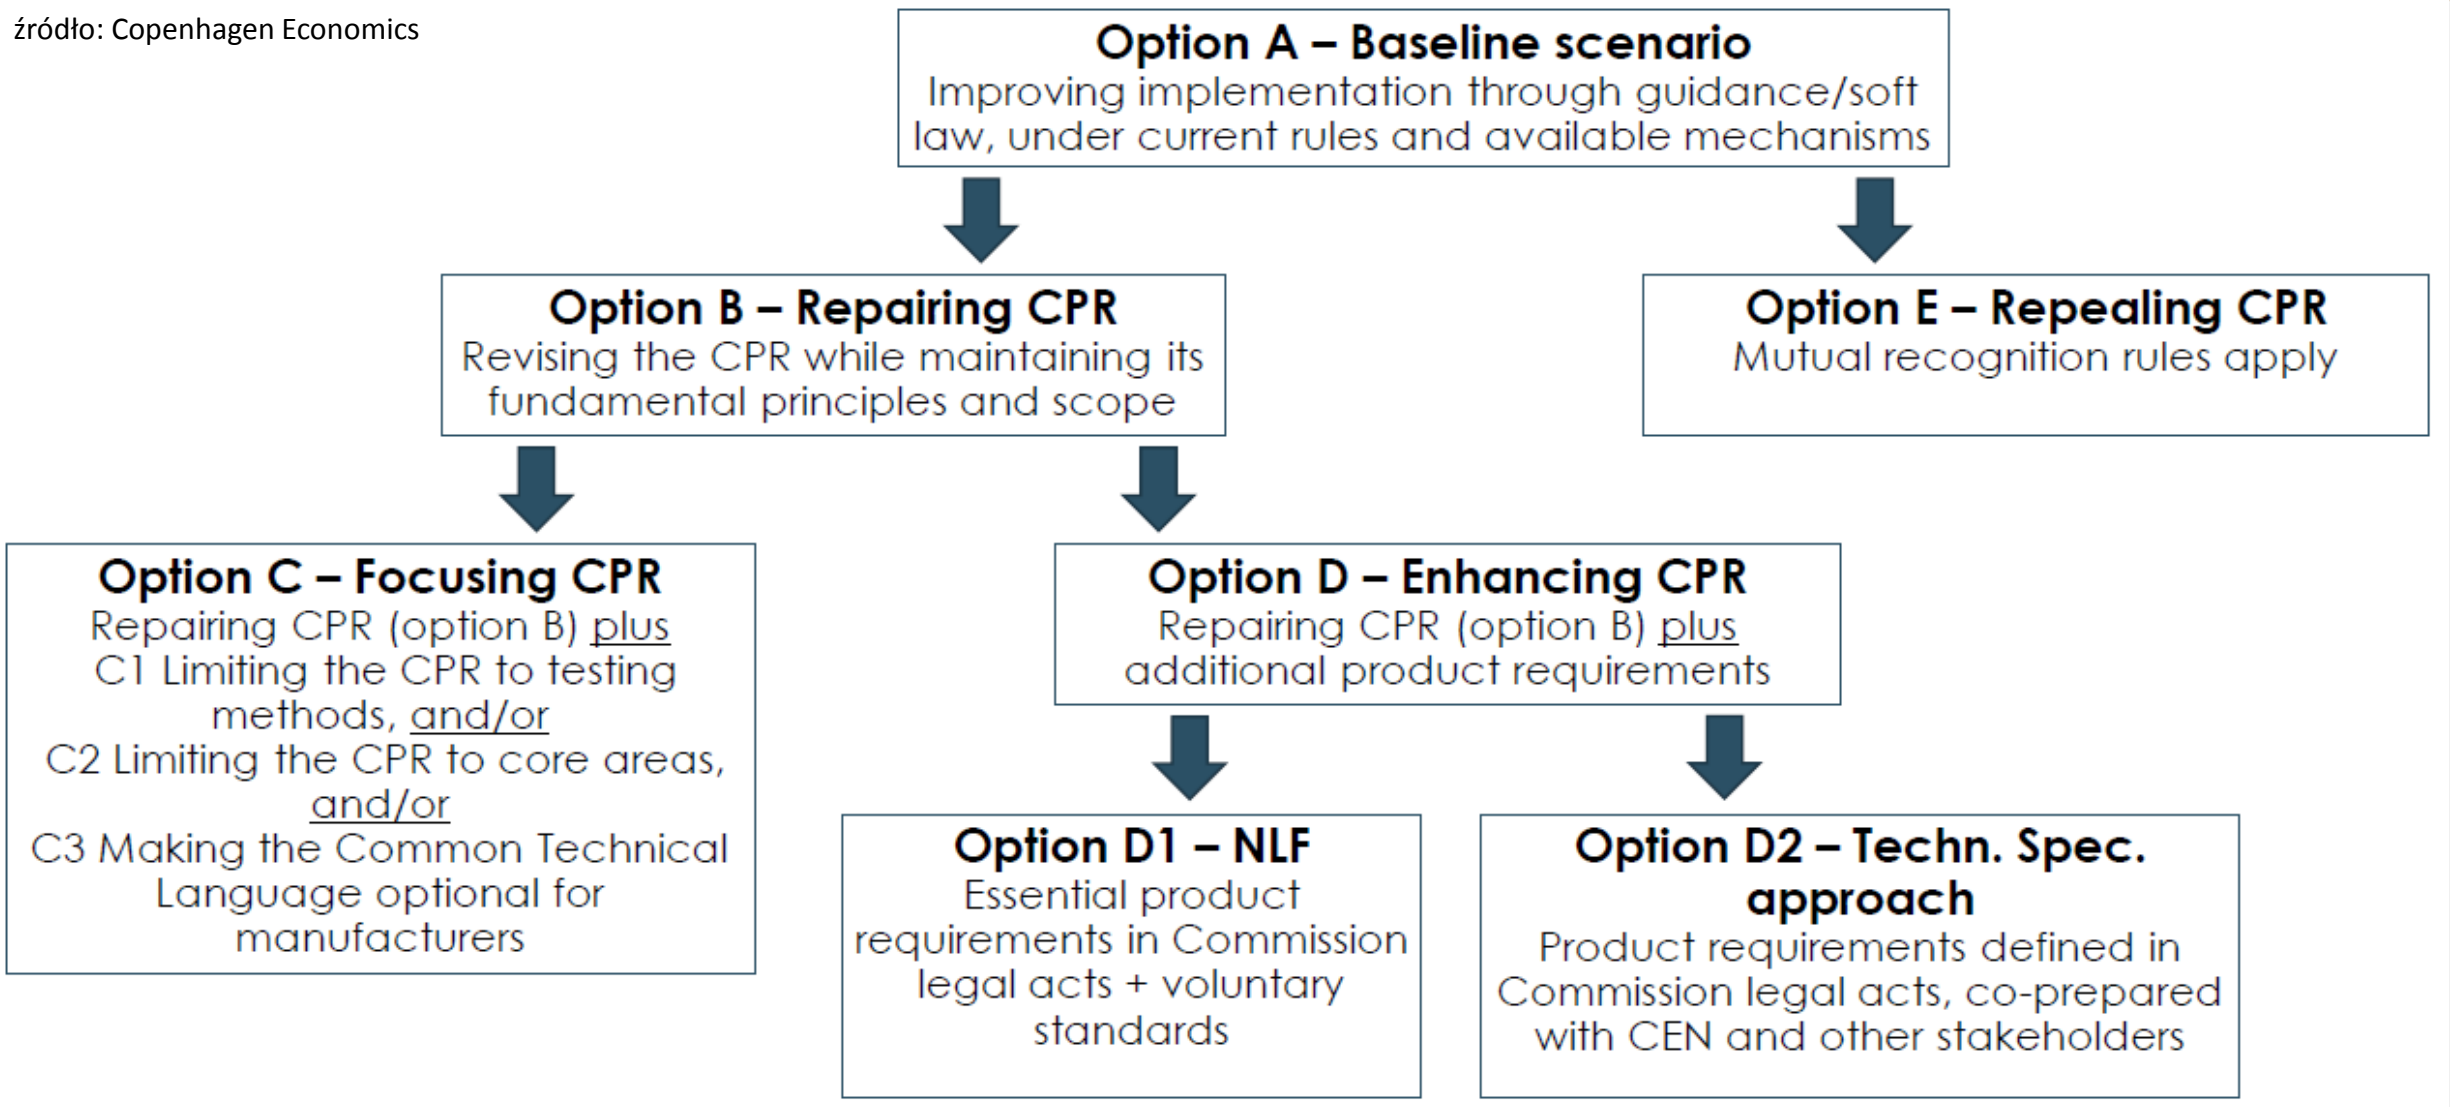 źródło: Copenhagen Economics
Option A – Baseline scenario
Improving implementation through guidance/soft
law, under current rules and available mechanisms
Option B – Repairing CPR
Revising the CPR while maintaining its
fundamental principles and scope
Option E – Repealing CPR
Mutual recognition rules apply
Option C – Focusing CPR
Repairing CPR (option B) plus
C1 Limiting the CPR to testing
methods, and/or
C2 Limiting the CPR to core areas,
and/or
C3 Making the Common Technical
Language optional for
manufacturers
Option D – Enhancing CPR
Repairing CPR (option B) plus
additional product requirements
Option D1 – NLF
Essential product
requirements in Commission
legal acts + voluntary
standards
Option D2 – Techn. Spec.
approach
Product requirements defined in
Commission legal acts, co-prepared
with CEN and other stakeholders